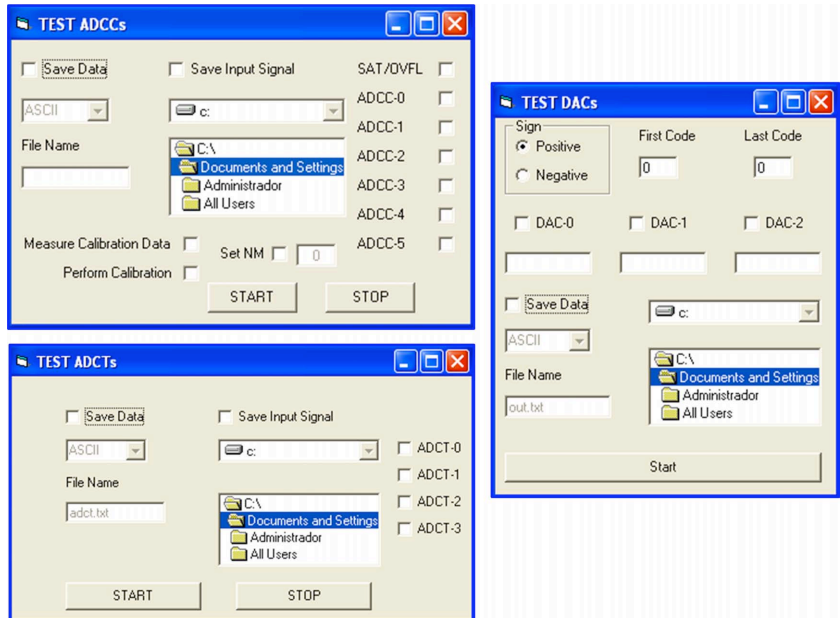 TEST ADCCs
Save Data
Save Input Signal
SAT/OVFL
ASCII
c:
ADCC-0
ADCC-1
File Name
C:\
Documents and Settings
Administrador
All Users
ADCC-2
ADCC-3
ADCC-4
ADCC-5
Measure Calibration Data
Set NM
0
Perform Calibration
START
STOP
TEST ADCTs
Save Data
Save Input Signal
ASCII
c:
ADCT-0
ADCT-1
ADCT-2
ADCT-3
File Name
adct.txt
C:\
Documents and Settings
Administrador
All Users
START
STOP
TEST DACs
Sign
Positive
Negative
First Code
Last Code
0
0
DAC-0
DAC-1
DAC-2
Save Data
c:
ASCII
File Name
out.txt
C:\
Documents and Settings
Administrador
All Users
Start